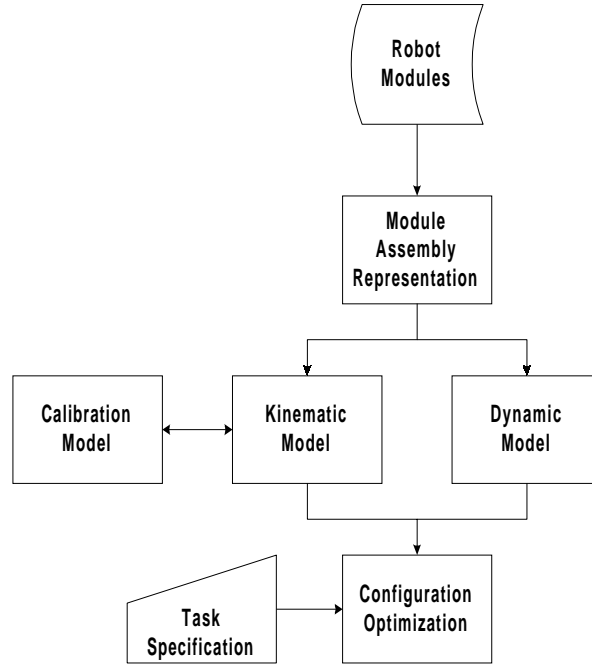 Robot
Modules
Module
Assembly
Representation
Calibration
Model
Kinematic
Model
Dynamic
Model
Task
Specification
Configuration
Optimization